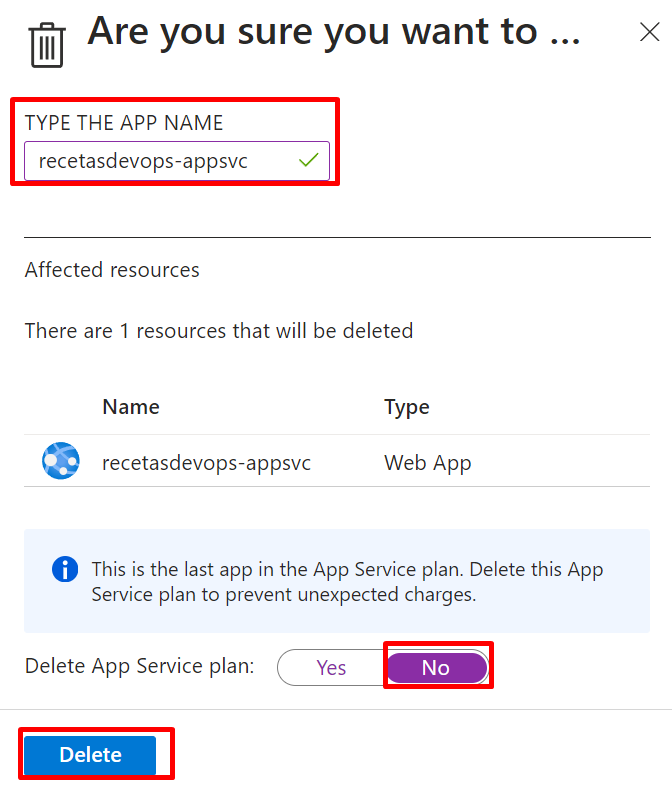 Are you sure you want to ...
TYPE THE APP NAME
recetasdevops-appsvc
Affected resources
There are 1 resources that will be deleted
Name Type
recetasdevops-appsvc Web App
This is the last app in the App Service plan. Delete this App
Service plan to prevent unexpected charges.
Delete App Service plan: Yes No
Delete